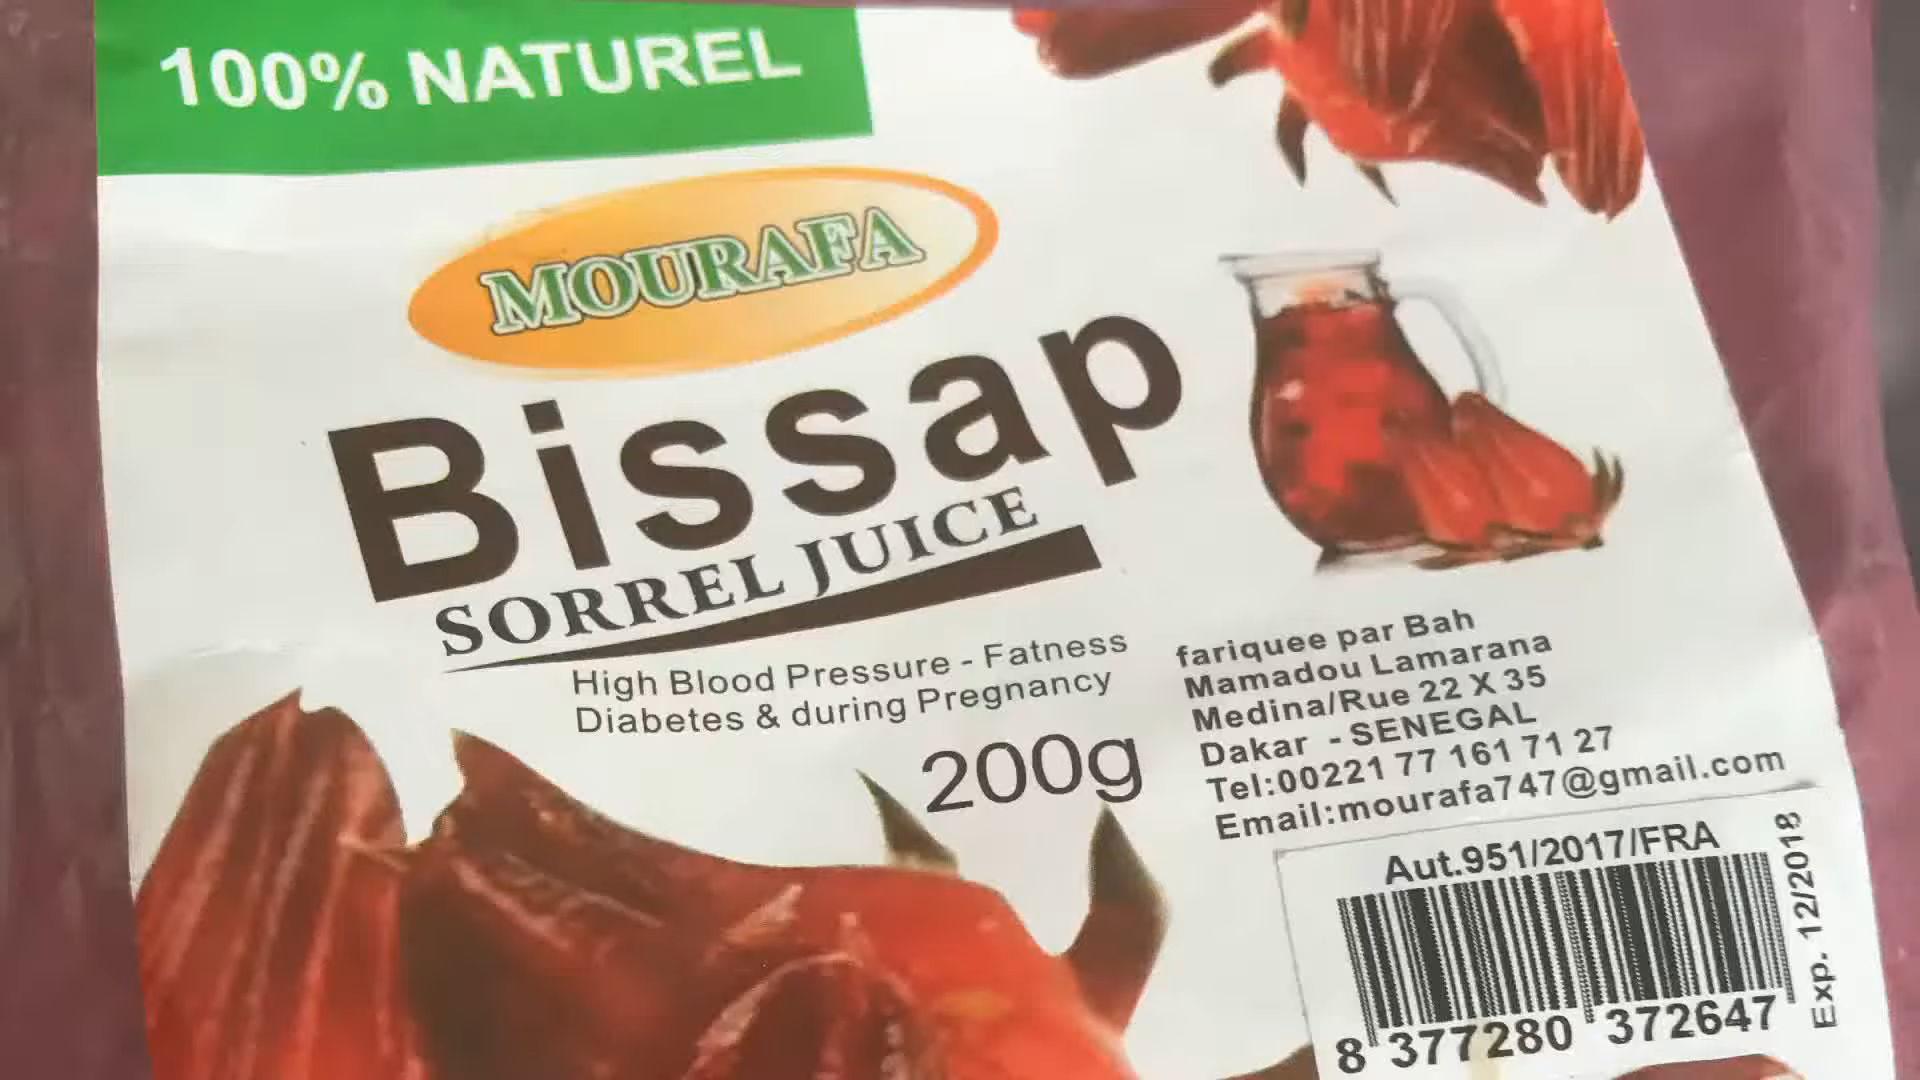 100% NATUREL
MOURAFA
Bissap
SORREL JUICE
High Blood Pressure - Fatness
Diabetes & during Pregnancy
200g
fariquee par Bah
Mamadou Lamarana
Medina/Rue 22 X 35
Dakar - SENEGAL
Tel:00221 77 161 71 27
Email:mourafa747@gmail.com
Aut.951/2017/FRA
Exp. 12/2018
8 377280 372647